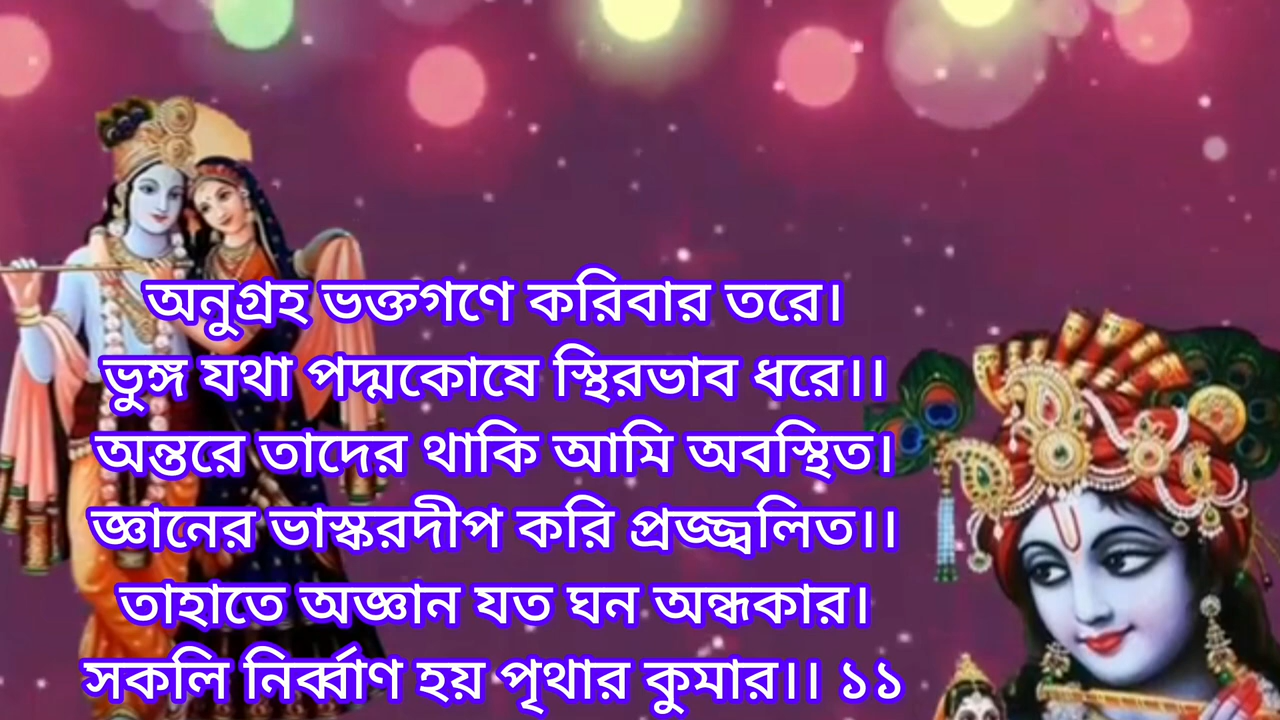 অনুগ্রহ ভক্তগণে করিবার তরে।
ভুঙ্গ যথা পদ্মকোষে স্থিরভাব ধরে।।
অন্তরে তাদের থাকি আমি অবস্থিত।
জ্ঞানের ভাস্করদীপ করি প্রজ্জ্বলিত।।
তাহাতে অজ্ঞান যত ঘন অন্ধকার।
সকলি নির্ব্বাণ হয় পৃথার কুমার।। ১১